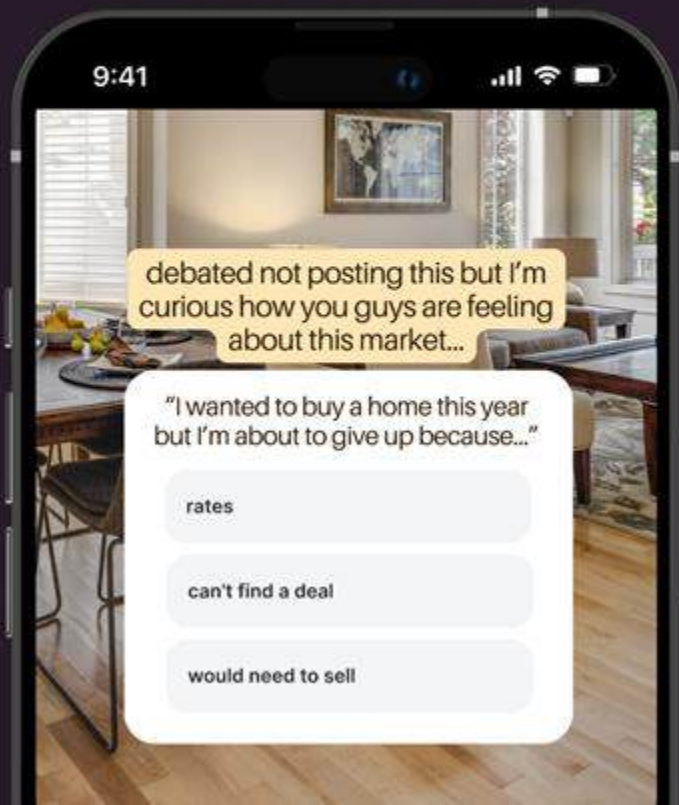 9:41
debated not posting this but I'm
curious how you guys are feeling
about this market...
"I wanted to buy a home this year
but I'm about to give up because..."
rates
can't find a deal
would need to sell